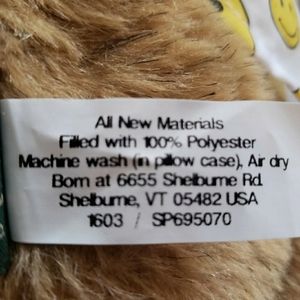 All New Materials
Filled with 100% Polyester
Machine wash (in pillow case), Air dry
Born at 6655 Shelburne Rd.
Shelburne, VT 05482 USA
1603 / SP695070